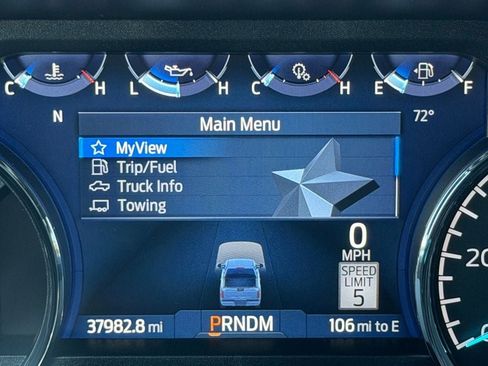 C H L H C H E F
N Main Menu 72°
MyView
Trip/Fuel
Truck Info
Towing
0
MPH
SPEED
LIMIT
5
37982.8 mi PRNDM 106 mi to E